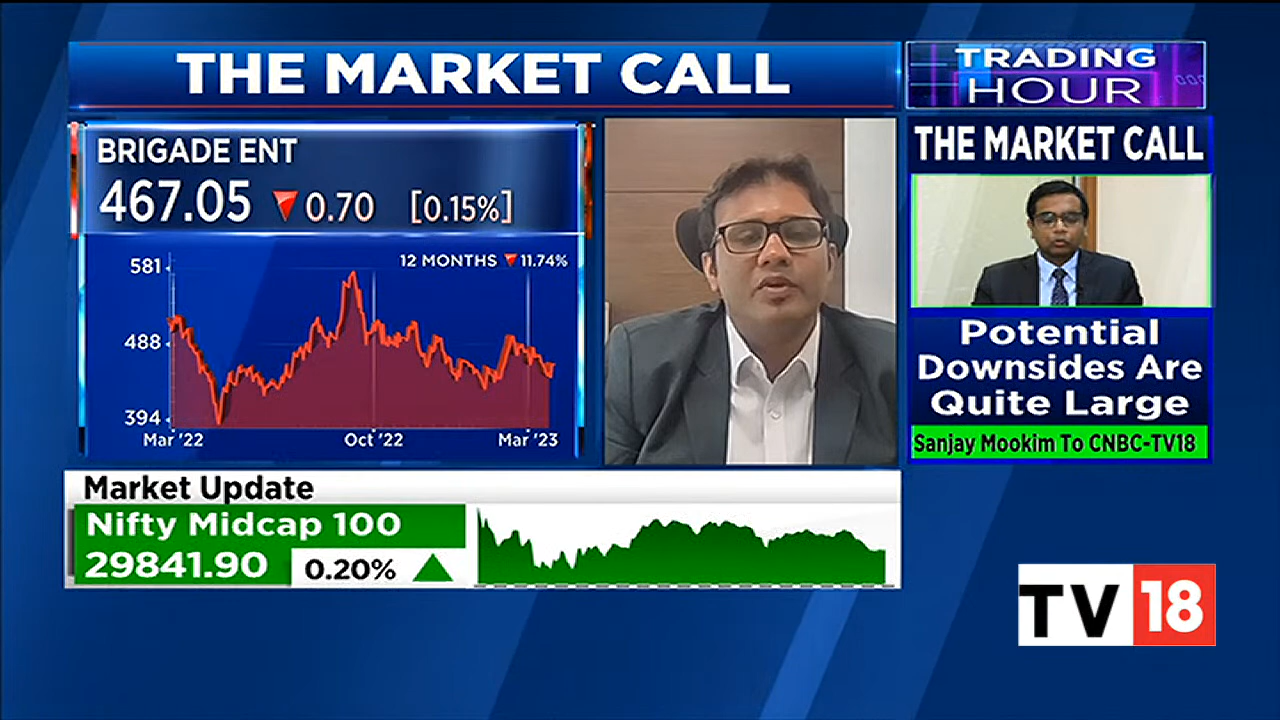 THE MARKET CALL
TRADING
HOUR
BRIGADE ENT
467.05 ▼ 0.70 [0.15%]
12 MONTHS ▼11.74%
581
488
394
Mar '22 Oct '22 Mar '23
THE MARKET CALL
Potential
Downsides Are
Quite Large
Sanjay Mookim To CNBC-TV18
Market Update
Nifty Midcap 100
29841.90 0.20% ▲
TV 18